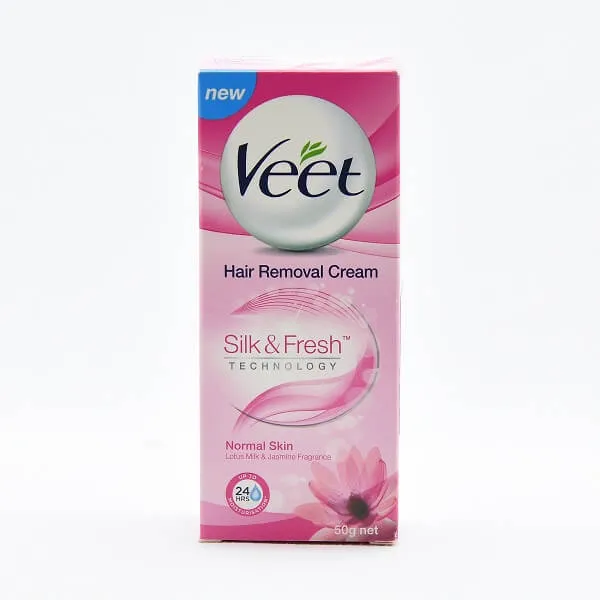 new
Veet
Hair Removal Cream
Silk & Fresh™
TECHNOLOGY
Normal Skin
Lotus Milk & Jasmine Fragrance
UP TO
24
HRS
MOISTURISATION
50g net